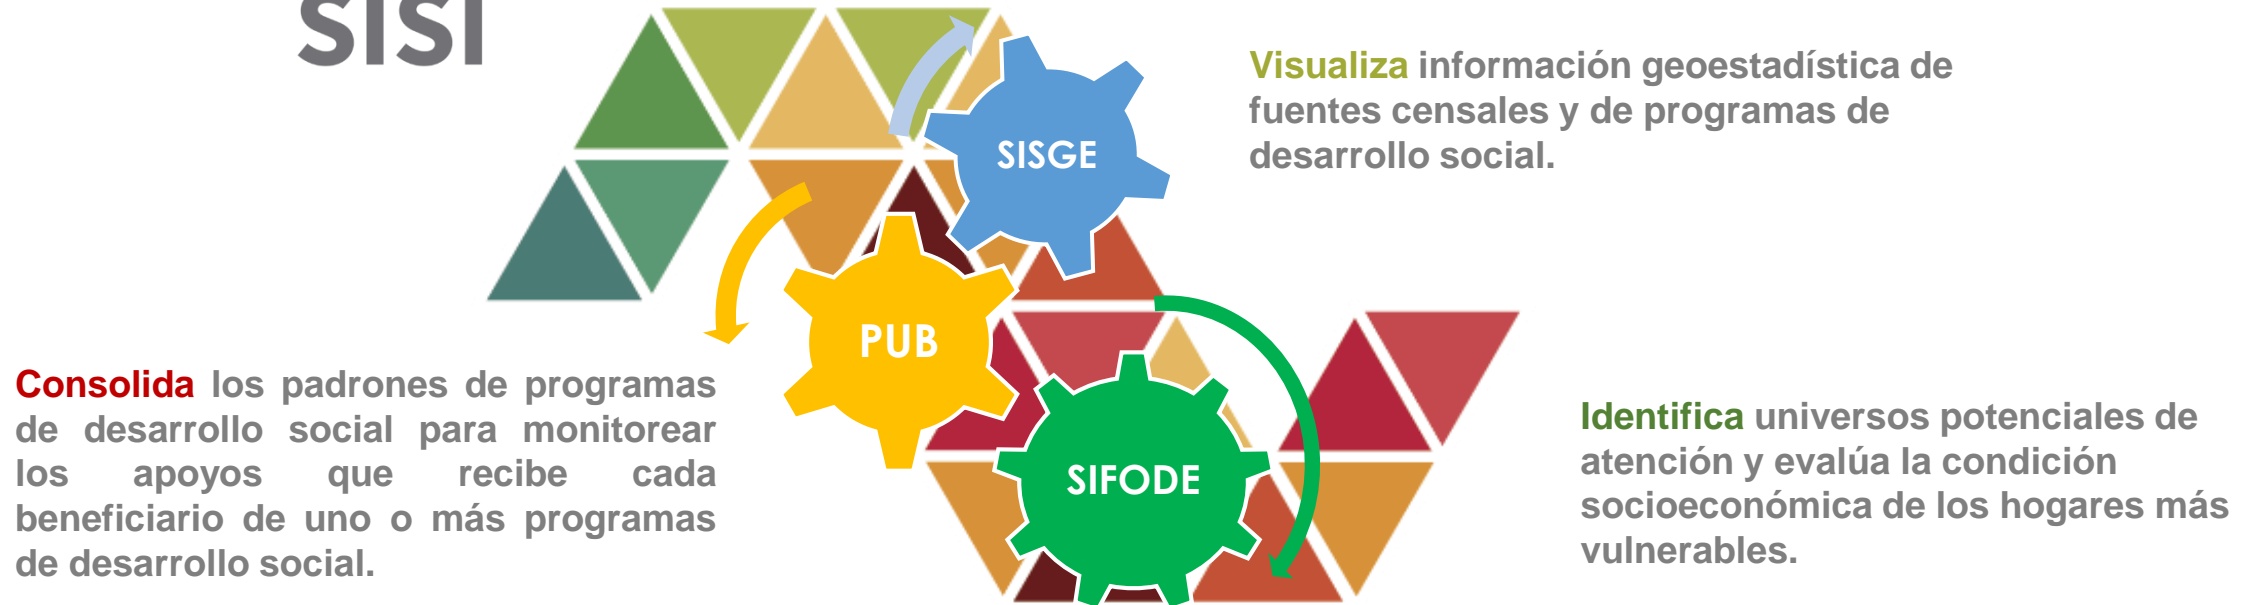 SISI
SISGE
Visualiza información geoestadística de
fuentes censales y de programas de
desarrollo social.
PUB
Consolida los padrones de programas
de desarrollo social para monitorear
los apoyos que recibe cada
beneficiario de uno o más programas
de desarrollo social.
SIFODE
Identifica universos potenciales de
atención y evalúa la condición
socioeconómica de los hogares más
vulnerables.